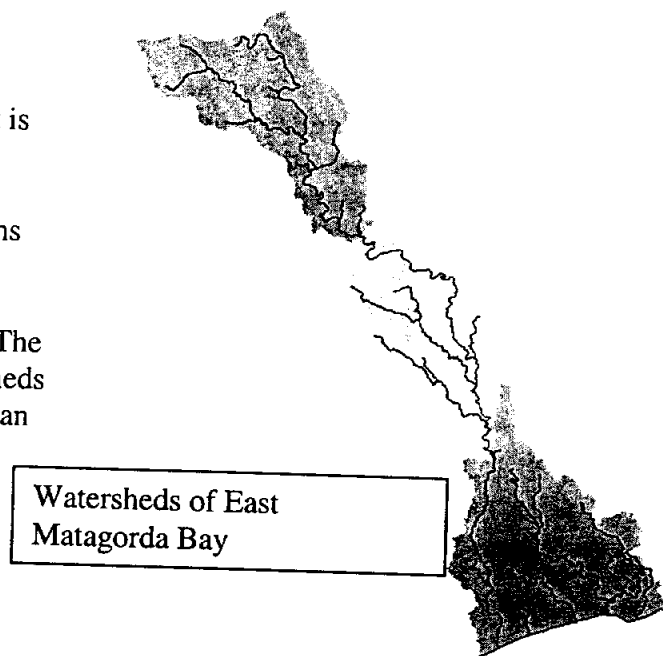 is
ns
The
eds
an
Watersheds of East
Matagorda Bay